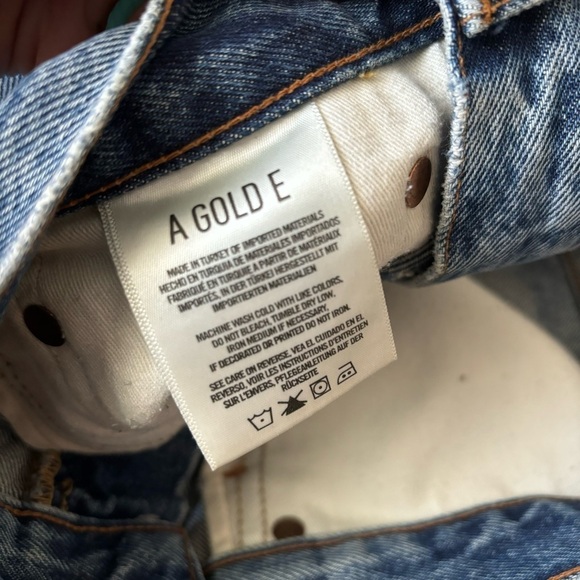 A GOLD E
MADE IN TURKEY OF IMPORTED MATERIALS
HECHO EN TURQUIA DE MATERIALES IMPORTADOS
FABRIQUÉ EN TURQUIE A PARTIR DE MATÉRIAUX
IMPORTÉS, IN DER TÜRKEI HERGESTELLT MIT
IMPORTIERTEN MATERIALIEN
MACHINE WASH COLD WITH LIKE COLORS.
DO NOT BLEACH. TUMBLE DRY LOW.
IRON MEDIUM IF NECESSARY.
IF DECORATED OR PRINTED DO NOT IRON.
SEE CARE ON REVERSE. VEA EL CUIDADO EN EL
REVERSO. VOIR LES INSTRUCTIONS D'ENTRETIEN
SUR L'ENVERS. PFLEGEANLEITUNG AUF DER
RÜCKSEITE